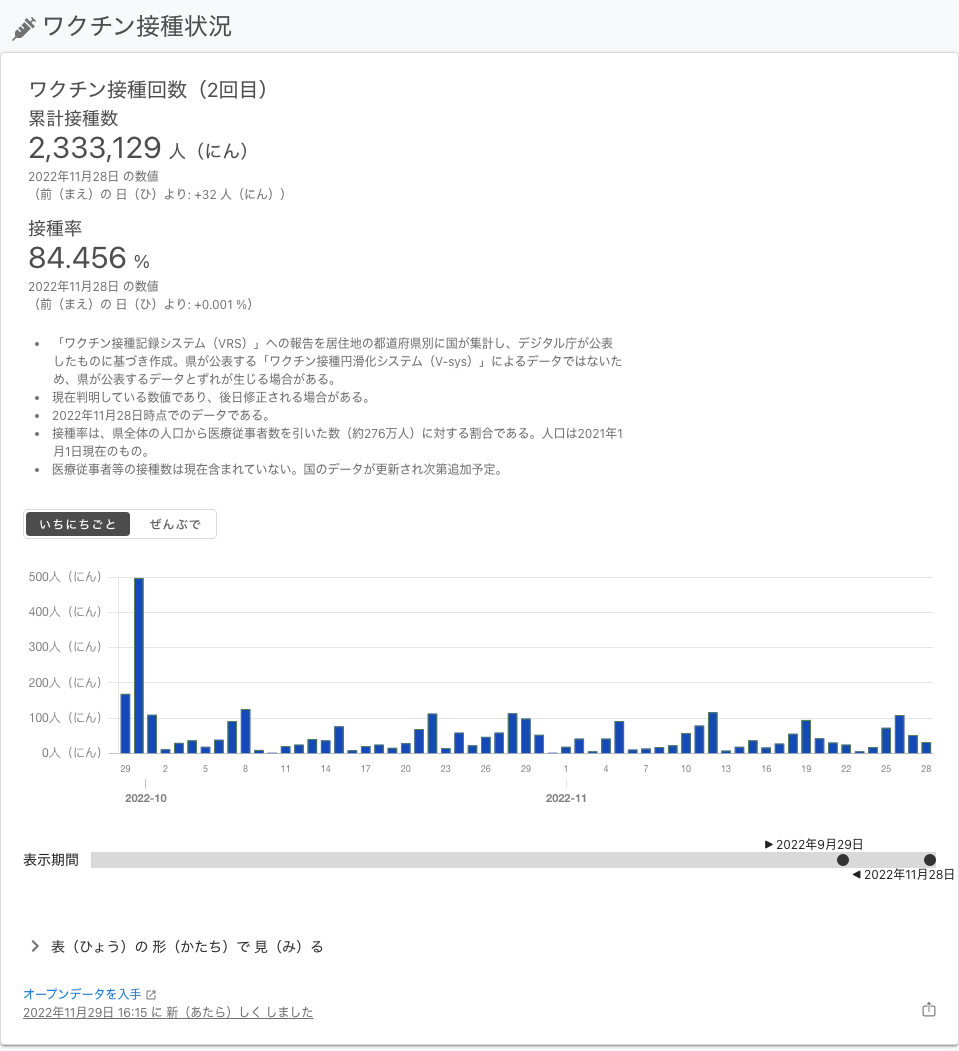 ワクチン接種状況
ワクチン接種回数（2回目）
累計接種数
2,333,129 人（にん）
2022年11月28日 の数値
（前（まえ）の 日（ひ）より: +32 人（にん））
接種率
84.456 %
2022年11月28日 の数値
（前（まえ）の 日（ひ）より: +0.001 %）
• 「ワクチン接種記録システム（VRS）」への報告を居住地の都道府県別に国が集計し、デジタル庁が公表
したものに基づき作成。県が公表する「ワクチン接種円滑化システム（V-sys）」によるデータではないた
め、県が公表するデータとずれが生じる場合がある。
• 現在判明している数値であり、後日修正される場合がある。
• 2022年11月28日時点でのデータである。
• 接種率は、県全体の人口から医療従事者数を引いた数（約276万人）に対する割合である。人口は2021年1
月1日現在のもの。
• 医療従事者等の接種数は現在含まれていない。国のデータが更新され次第追加予定。
いちにちごと ぜんぶで
500人（にん）
400人（にん）
300人（にん）
200人（にん）
100人（にん）
0人（にん）
29 2 5 8 11 14 17 20 23 26 29 1 4 7 10 13 16 19 22 25 28
2022-10 2022-11
▶ 2022年9月29日
表示期間
◀ 2022年11月28日
表（ひょう）の 形（かたち）で 見（み）る
オープンデータを入手
2022年11月29日 16:15 に 新（あたら）しく しました